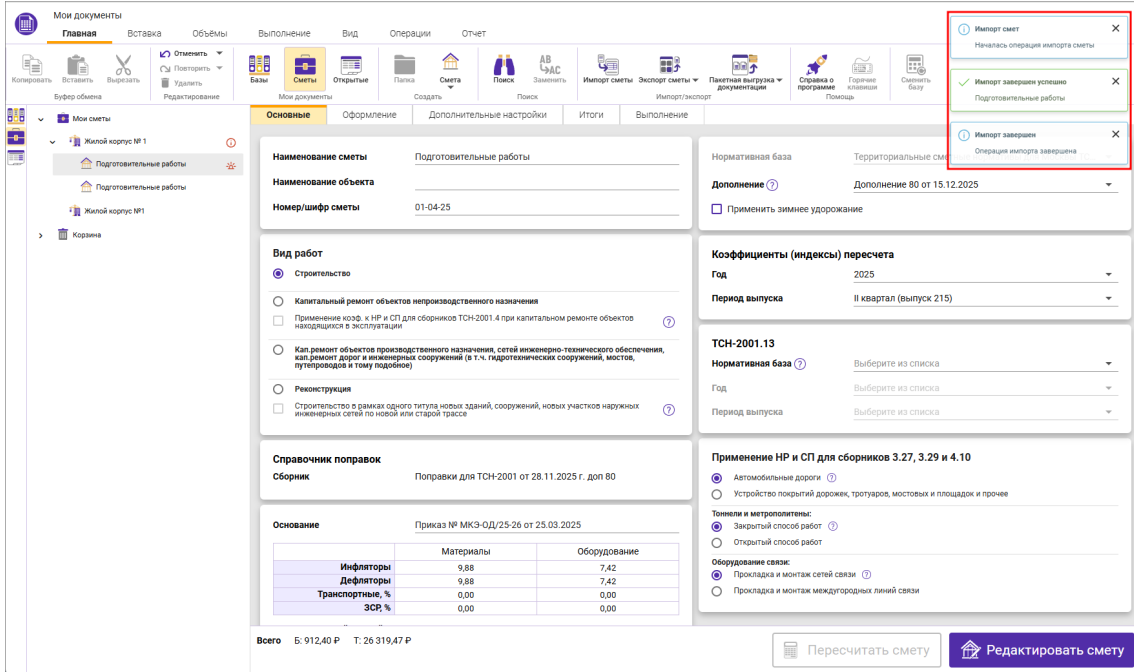 Мои документы
Главная Вставка Объёмы Выполнение Вид Операции Отчет
Копировать Вставить Вырезать
Буфер обмена
Отменить
Повторить
Удалить
Редактирование
Базы Сметы Открытые
Мои документы
Папка Смета
Создать
Поиск Заменить
AB
AC
Поиск
Импорт сметы Экспорт сметы Пакетная выгрузка документации
Импорт/экспорт
Справка о программе Горячие клавиши
Помощь
Сменить базу
Импорт смет
Началась операция импорта сметы
Импорт завершен успешно
Подготовительные работы
Импорт завершен
Операция импорта завершена
Мои сметы
Жилой корпус № 1
Подготовительные работы
Подготовительные работы
Жилой корпус №1
Корзина
Основные Оформление Дополнительные настройки Итоги Выполнение
Наименование сметы Подготовительные работы
Наименование объекта
Номер/шифр сметы 01-04-25
Вид работ
Строительство
Капитальный ремонт объектов непроизводственного назначения
Применение коэф. к НР и СП для сборников ТСН-2001.4 при капитальном ремонте объектов
находящихся в эксплуатации
Кап.ремонт объектов производственного назначения, сетей инженерно-технического обеспечения,
кап.ремонт дорог и инженерных сооружений (в т.ч. гидротехнических сооружений, мостов,
путепроводов и тому подобное)
Реконструкция
Строительство в рамках одного титула новых зданий, сооружений, новых участков наружных
инженерных сетей по новой или старой трассе
Справочник поправок
Сборник Поправки для ТСН-2001 от 28.11.2025 г. доп 80
Основание Приказ № МКЭ-ОД/25-26 от 25.03.2025
Материалы Оборудование
Инфляторы 9,88 7,42
Дефляторы 9,88 7,42
Транспортные, % 0,00 0,00
ЗСР, % 0,00 0,00
Нормативная база Территориальные
Дополнение Дополнение 80 от 15.12.2025
Применить зимнее удорожание
Коэффициенты (индексы) пересчета
Год 2025
Период выпуска II квартал (выпуск 215)
ТСН-2001.13
Нормативная база Выберите из списка
Год Выберите из списка
Период выпуска Выберите из списка
Применение НР и СП для сборников 3.27, 3.29 и 4.10
Автомобильные дороги
Устройство покрытий дорожек, тротуаров, мостовых и площадок и прочее
Тоннели и метрополитены:
Закрытый способ работ
Открытый способ работ
Оборудование связи:
Прокладка и монтаж сетей связи
Прокладка и монтаж междугородных линий связи
Всего Б: 912,40 ₽ Т: 26 319,47 ₽
Пересчитать смету
Редактировать смету